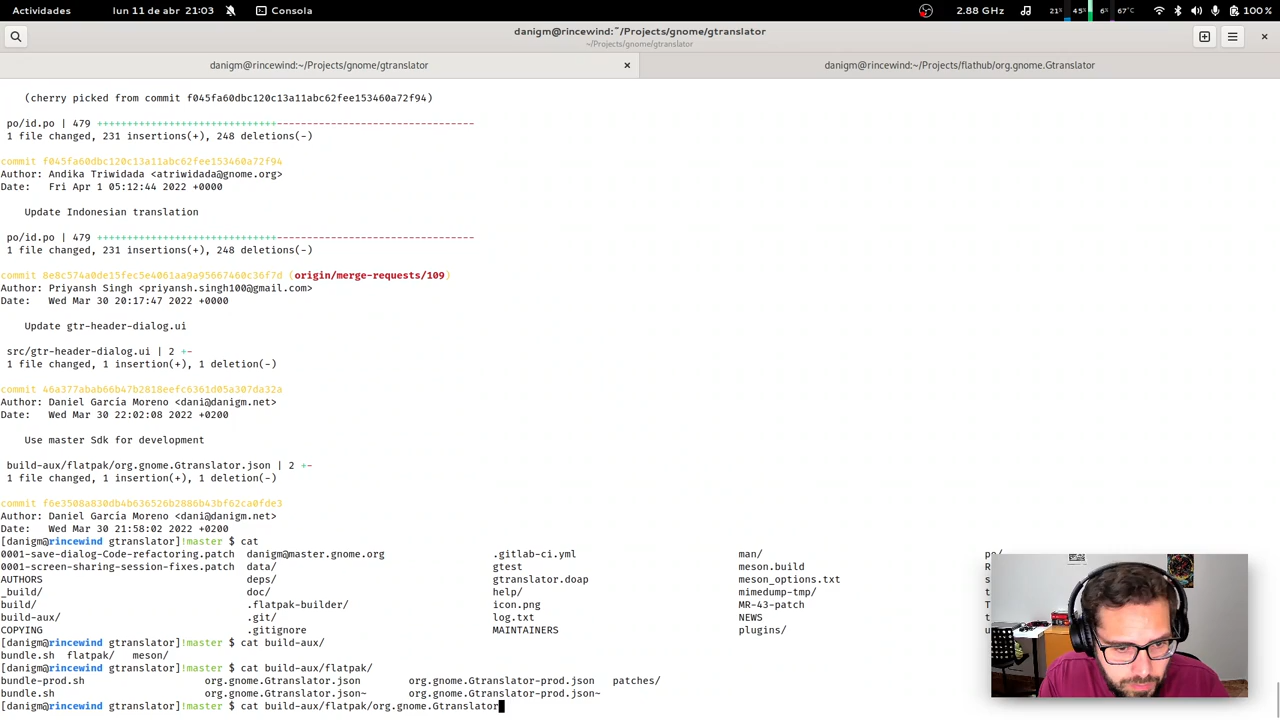 Actividades lun 11 de abr 21:03 Consola 2.88 GHz 21% 45% 6% 67°C 100 %
danigm@rincewind:~/Projects/gnome/gtranslator
~/Projects/gnome/gtranslator
danigm@rincewind:~/Projects/gnome/gtranslator danigm@rincewind:~/Projects/flathub/org.gnome.Gtranslator
(cherry picked from commit f045fa60dbc120c13a11abc62fee153460a72f94)
po/id.po | 479 ++++++++++++++++++++++++++++++-----------------------------------
1 file changed, 231 insertions(+), 248 deletions(-)
commit f045fa60dbc120c13a11abc62fee153460a72f94
Author: Andika Triwidada <atriwidada@gnome.org>
Date: Fri Apr 1 05:12:44 2022 +0000
Update Indonesian translation
po/id.po | 479 ++++++++++++++++++++++++++++++-----------------------------------
1 file changed, 231 insertions(+), 248 deletions(-)
commit 8e8c574a0de15fec5e4061aa9a95667460c36f7d (origin/merge-requests/109)
Author: Priyansh Singh <priyansh.singh100@gmail.com>
Date: Wed Mar 30 20:17:47 2022 +0000
Update gtr-header-dialog.ui
src/gtr-header-dialog.ui | 2 +-
1 file changed, 1 insertion(+), 1 deletion(-)
commit 46a377abab66b47b2818eefc6361d05a307da32a
Author: Daniel Garcia Moreno <dani@danigm.net>
Date: Wed Mar 30 22:02:08 2022 +0200
Use master Sdk for development
build-aux/flatpak/org.gnome.Gtranslator.json | 2 +-
1 file changed, 1 insertion(+), 1 deletion(-)
commit f6e3508a830db4b636526b2886b43bf62ca0fde3
Author: Daniel García Moreno <dani@danigm.net>
Date: Wed Mar 30 21:58:02 2022 +0200
[danigm@rincewind gtranslator]!master $ cat
0001-save-dialog-Code-refactoring.patch danigm@master.gnome.org .gitlab-ci.yml man/ po/
0001-screen-sharing-session-fixes.patch data/ gtest meson.build
AUTHORS deps/ gtranslator.doap meson_options.txt
_build/ doc/ help/ mimedump-tmp/
build/ .flatpak-builder/ icon.png MR-43-patch
build-aux/ .git/ log.txt NEWS
COPYING .gitignore MAINTAINERS plugins/
[danigm@rincewind gtranslator]!master $ cat build-aux/
bundle.sh flatpak/ meson/
[danigm@rincewind gtranslator]!master $ cat build-aux/flatpak/
bundle-prod.sh org.gnome.Gtranslator.json org.gnome.Gtranslator-prod.json patches/
bundle.sh org.gnome.Gtranslator.json~ org.gnome.Gtranslator-prod.json~
[danigm@rincewind gtranslator]!master $ cat build-aux/flatpak/org.gnome.Gtranslator